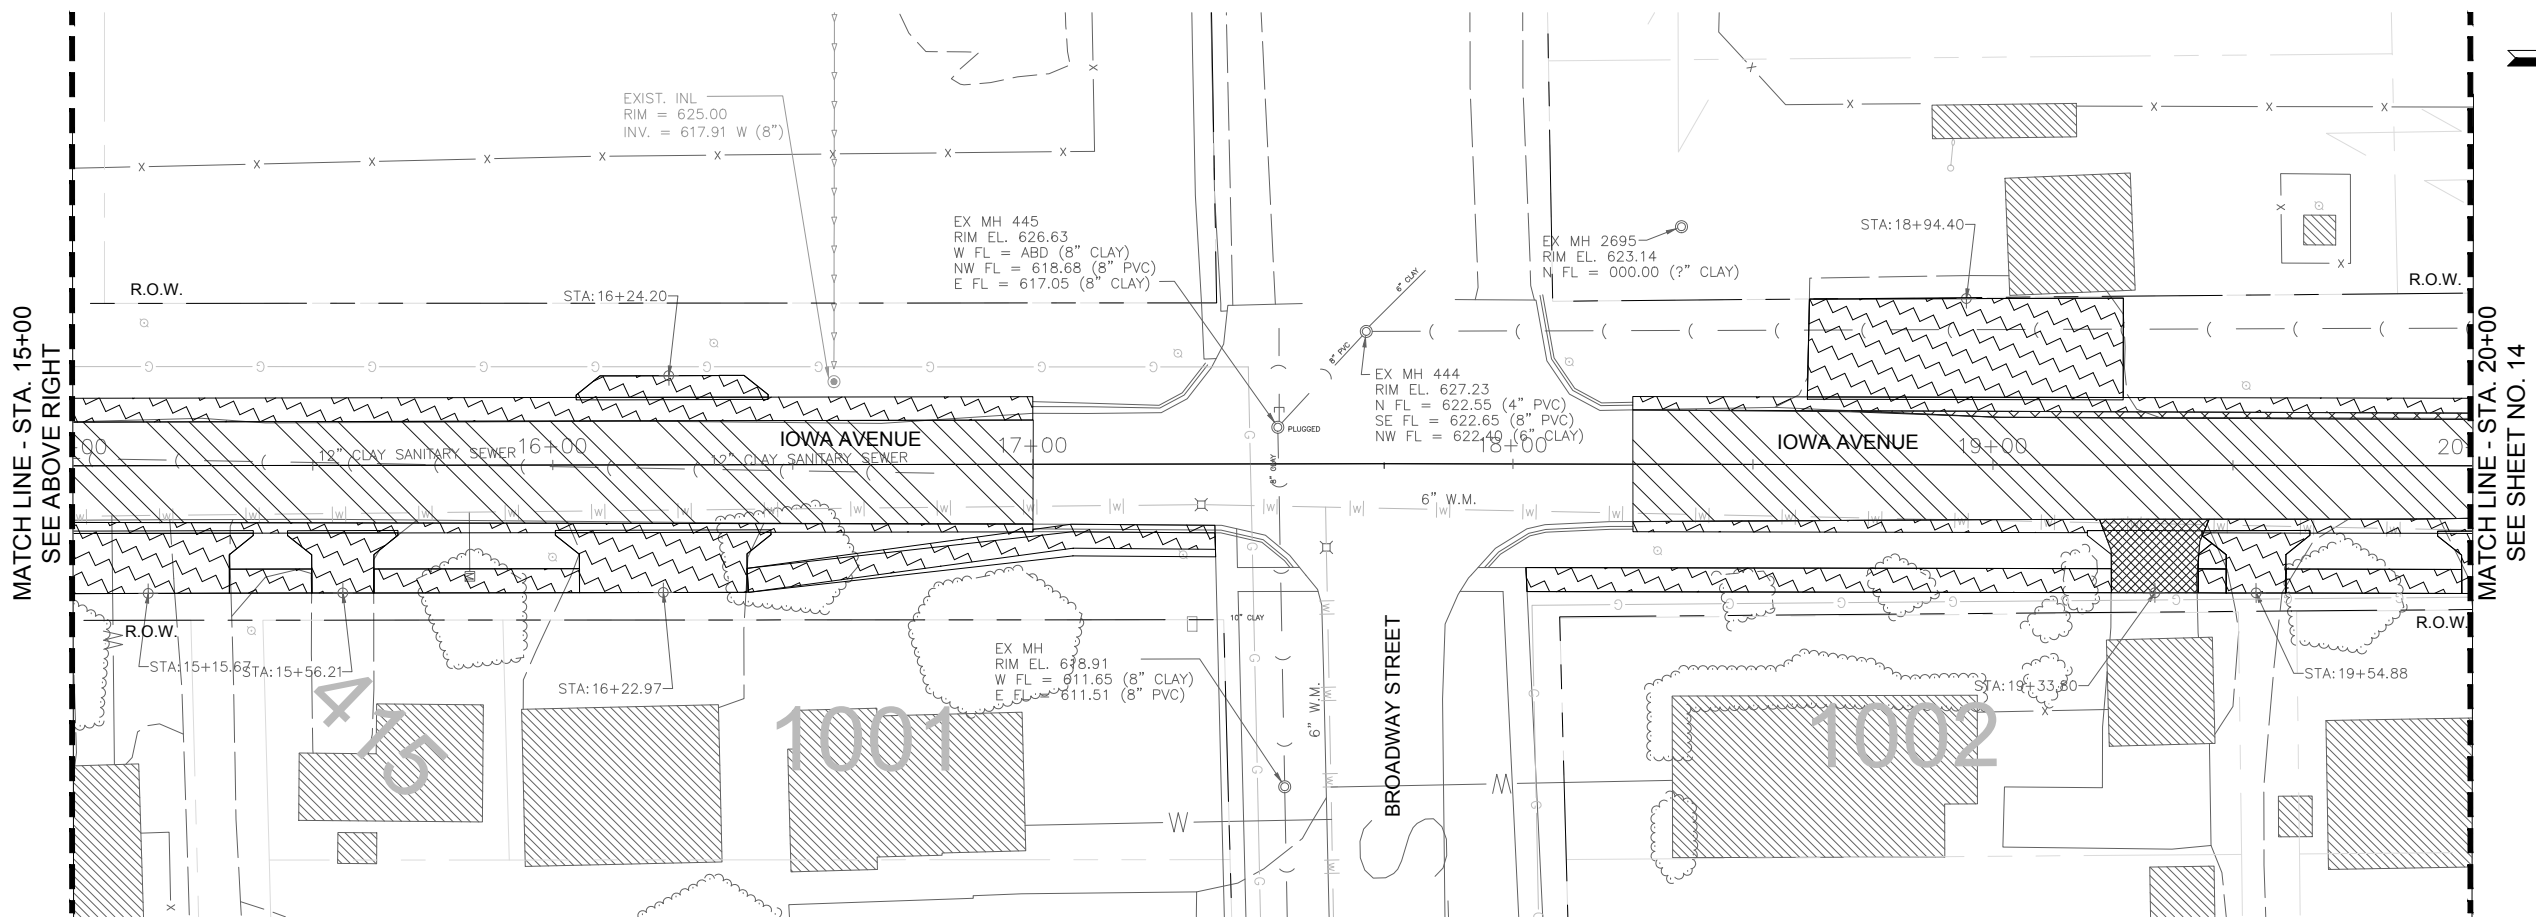 MATCH LINE - STA. 15+00
SEE ABOVE RIGHT
EXIST. INL
RIM = 625.00
INV. = 617.91 W (8")
EX MH 445
RIM EL. 626.63
W FL = ABD (8" CLAY)
NW FL = 618.68 (8" PVC)
E FL = 617.05 (8" CLAY)
EX MH 2695
RIM EL. 623.14
N FL = 000.00 (?" CLAY)
STA:18+94.40
R.O.W.
STA:16+24.20
R.O.W.
6" CLAY
8" PVC
EX MH 444
RIM EL. 627.23
N FL = 622.55 (4" PVC)
SE FL = 622.65 (8" PVC)
NW FL = 622.40 (6" CLAY)
PLUGGED
00
12" CLAY SANITARY SEWER
16+00
IOWA AVENUE
12" CLAY SANITARY SEWER
17+00
8" CLAY
18+00
IOWA AVENUE
19+00
20
6" W.M.
R.O.W.
10" CLAY
R.O.W.
STA:15+15.67
STA:15+56.21
STA:16+22.97
EX MH
RIM EL. 618.91
W FL = 611.65 (8" CLAY)
E FL = 611.51 (8" PVC)
6" W.M.
BROADWAY STREET
STA:19+33.80
STA:19+54.88
415
1001
1002
W
W
S
MATCH LINE - STA. 20+00
SEE SHEET NO. 14